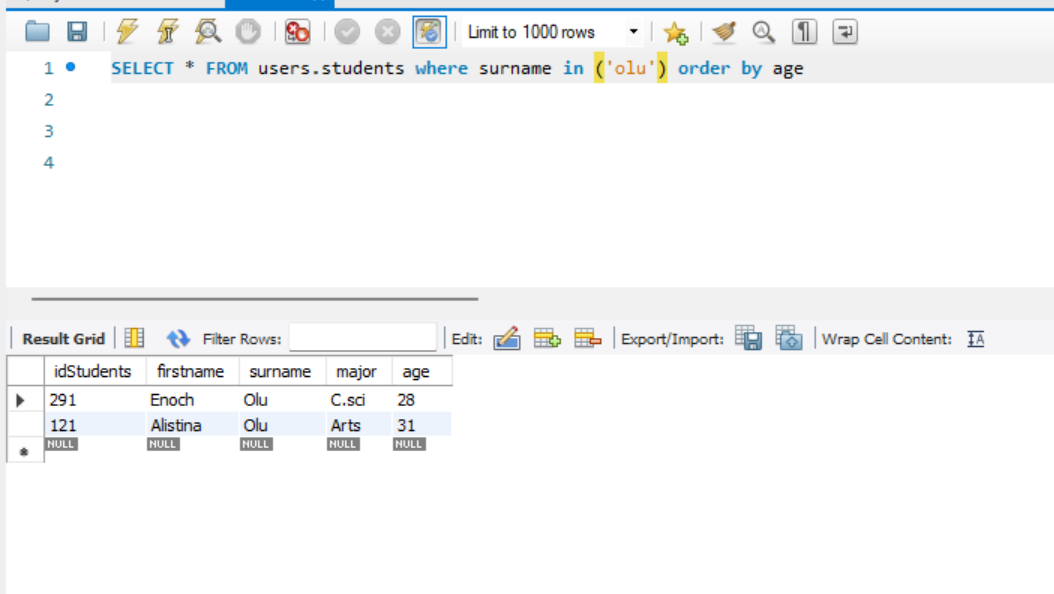 Limit to 1000 rows
1 SELECT * FROM users.students where surname in ('olu') order by age
2
3
4
Result Grid Filter Rows: Edit: Export/Import: Wrap Cell Content:
idStudents firstname surname major age
291 Enoch Olu C.sci 28
121 Alistina Olu Arts 31
NULL NULL NULL NULL NULL